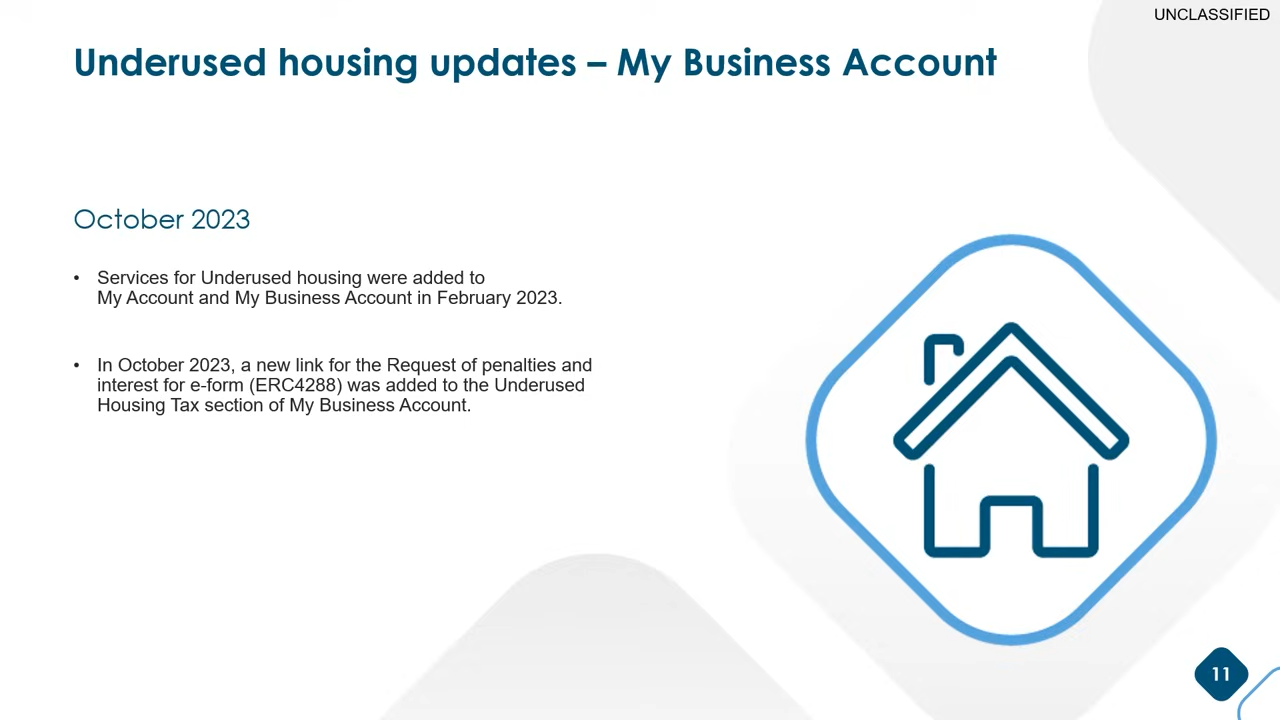 UNCLASSIFIED
Underused housing updates – My Business Account
October 2023
• Services for Underused housing were added to
My Account and My Business Account in February 2023.
• In October 2023, a new link for the Request of penalties and
interest for e-form (ERC4288) was added to the Underused
Housing Tax section of My Business Account.
11